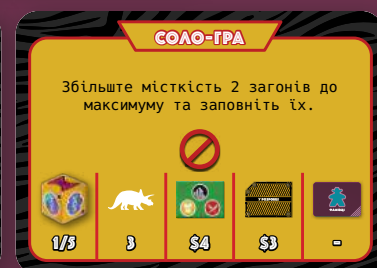 СОЛО-ГРА
Збільште місткість 2 загонів до
максимуму та заповніть їх.
1/5 3 $4 $3 -